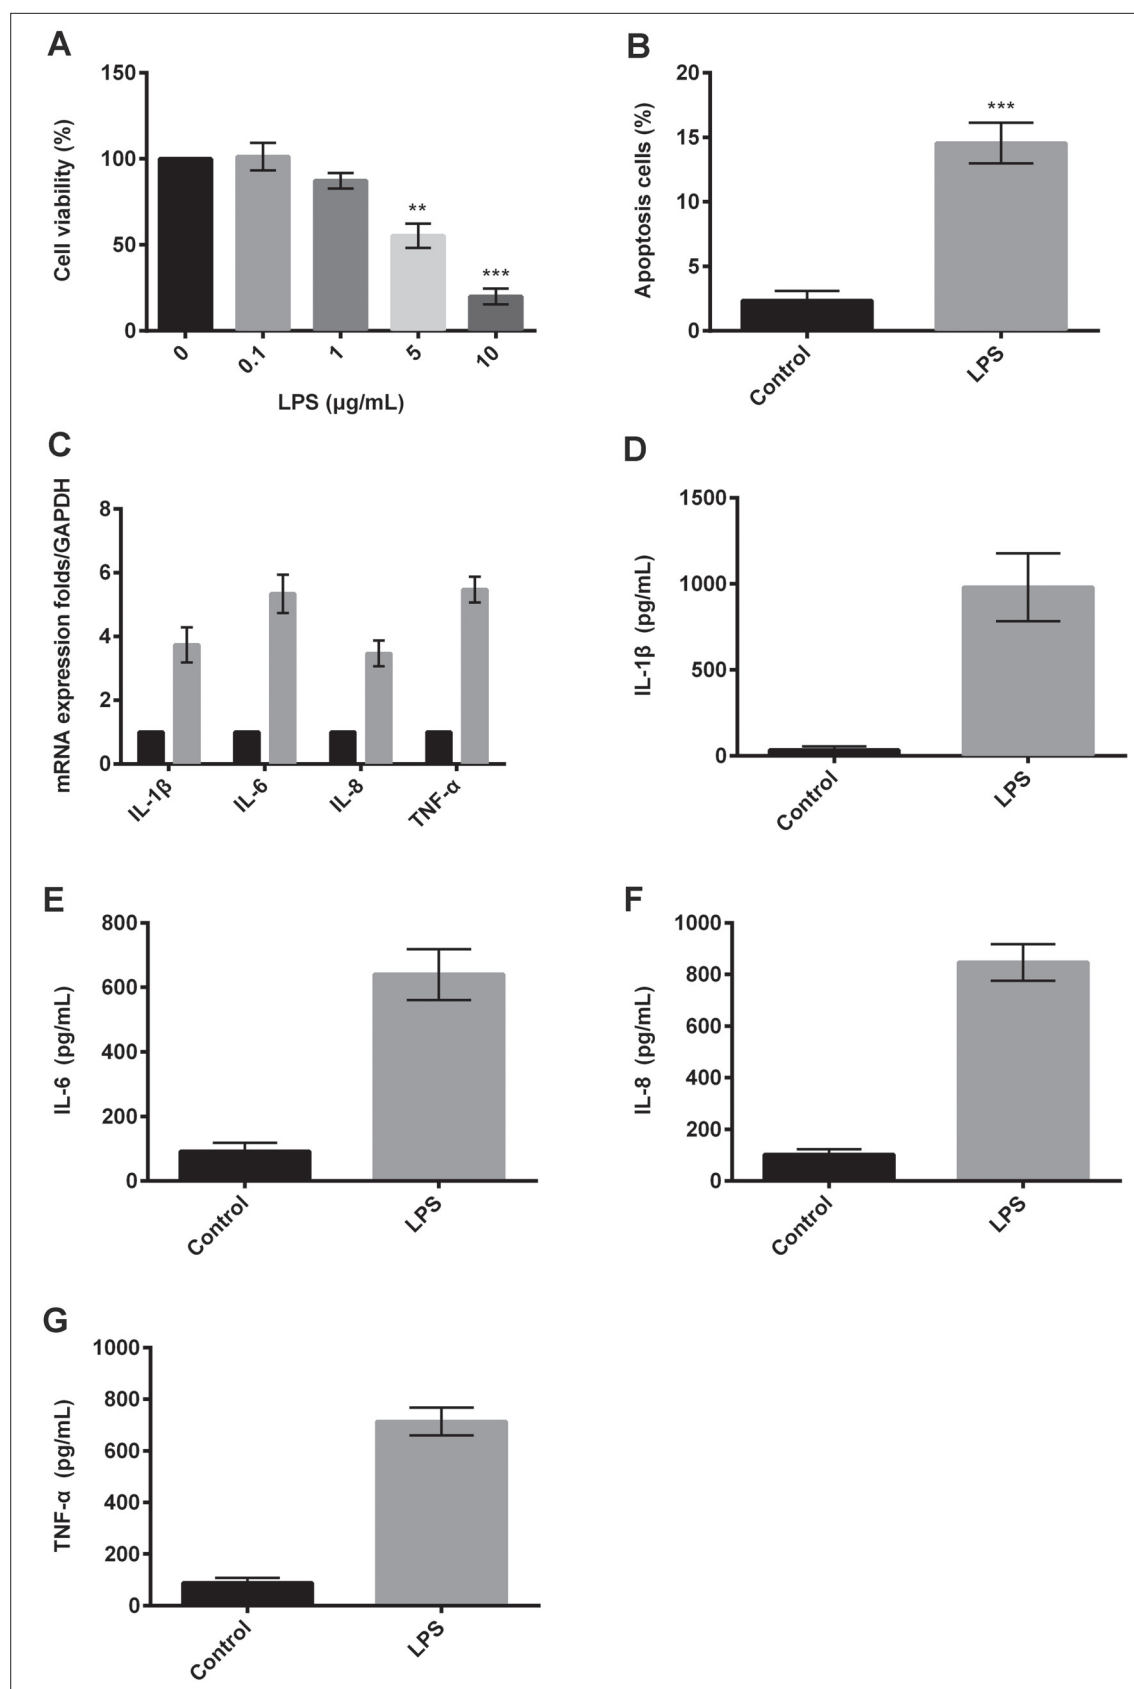 A
Cell viability (%)
150
100
50
0
**
***
0
0.1
1
5
10
LPS (µg/mL)
B
Apoptosis cells (%)
20
15
10
5
0
***
Control
LPS
C
mRNA expression folds/GAPDH
8
6
4
2
0
IL-1β
IL-6
IL-8
TNF-α
D
IL-1β (pg/mL)
1500
1000
500
0
Control
LPS
E
IL-6 (pg/mL)
800
600
400
200
0
Control
LPS
F
IL-8 (pg/mL)
1000
800
600
400
200
0
Control
LPS
G
TNF-α (pg/mL)
1000
800
600
400
200
0
Control
LPS